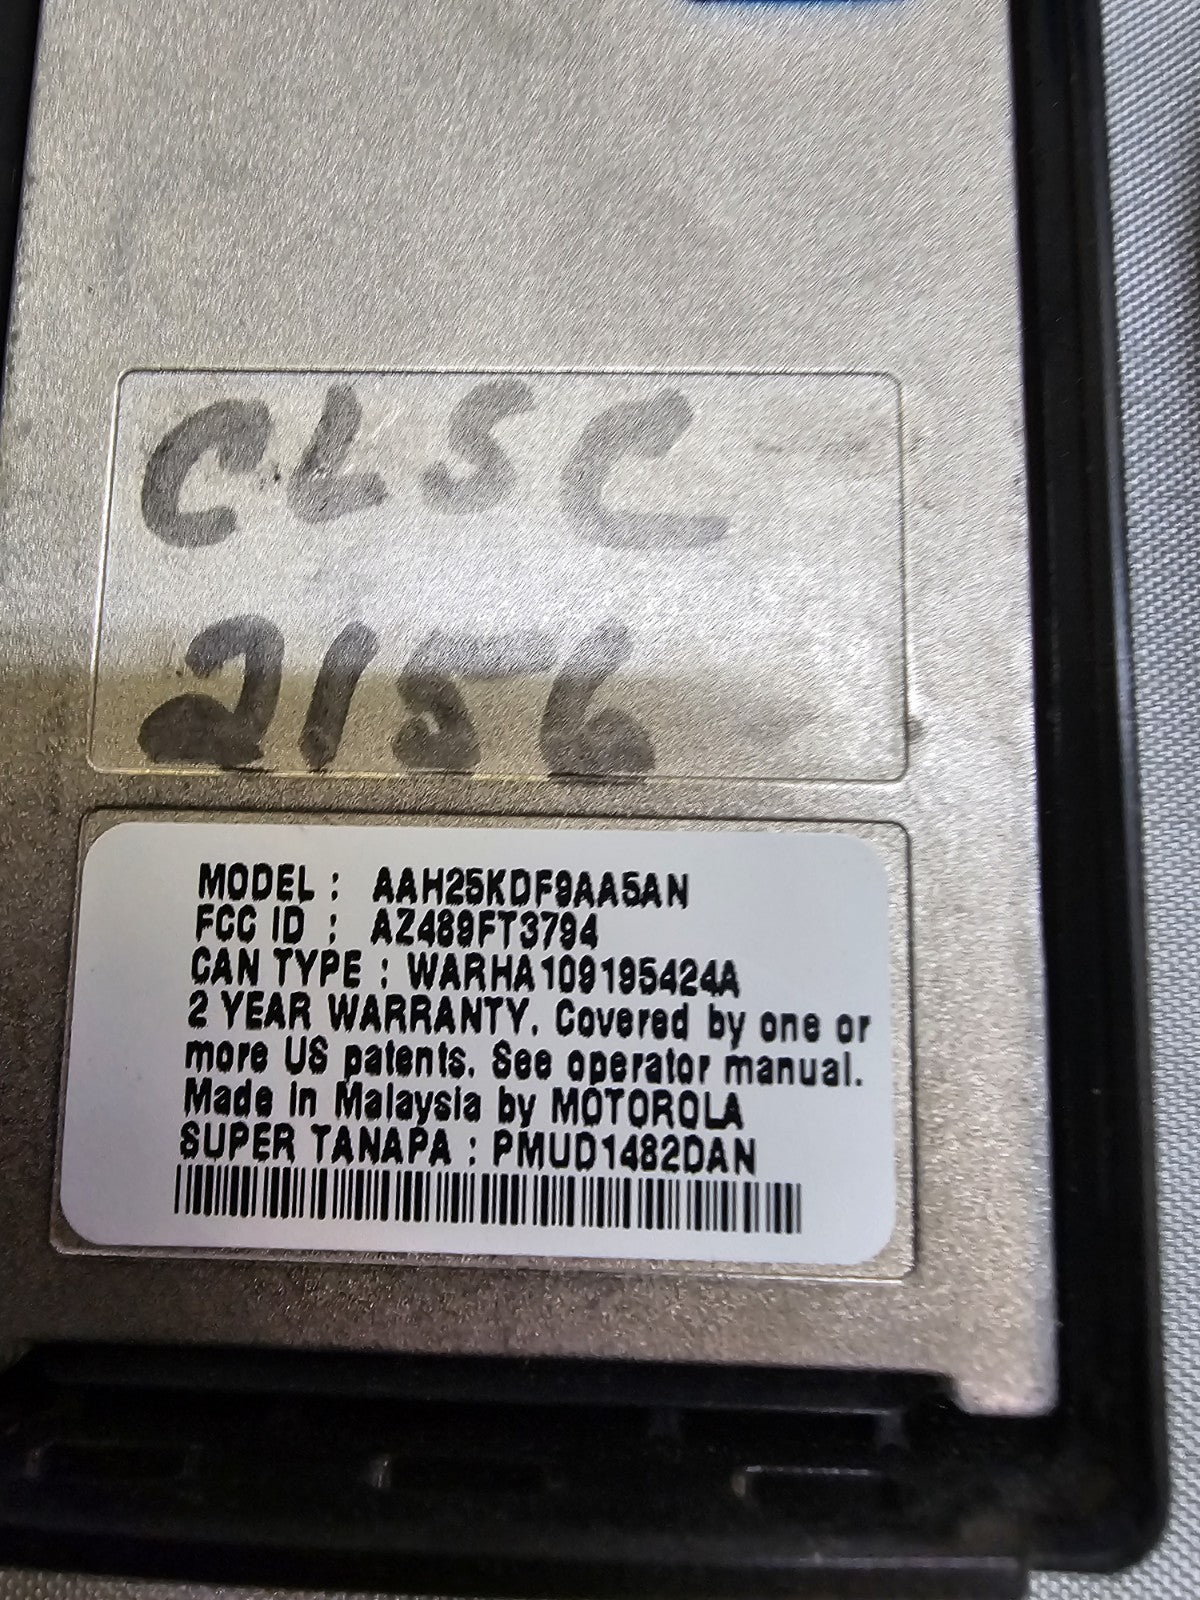 CLSC
2156
MODEL : AAH25KDF9AA5AN
FCC ID : AZ489FT3794
CAN TYPE : WARHA109195424A
2 YEAR WARRANTY. Covered by one or
more US patents. See operator manual.
Made in Malaysia by MOTOROLA
SUPER TANAPA : PMUD1482DAN